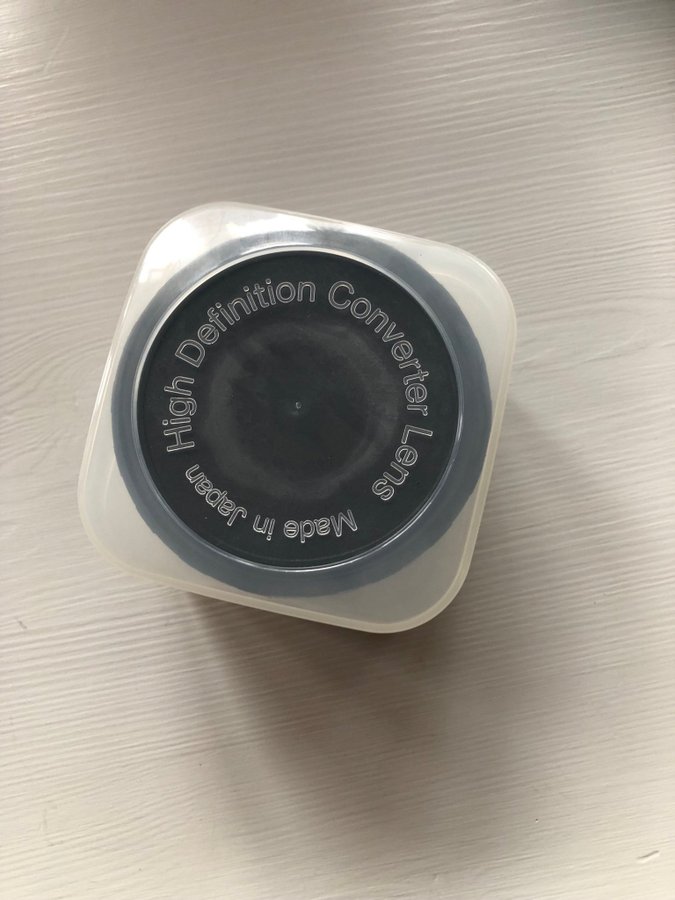 High Definition Converter Lens
Made in Japan